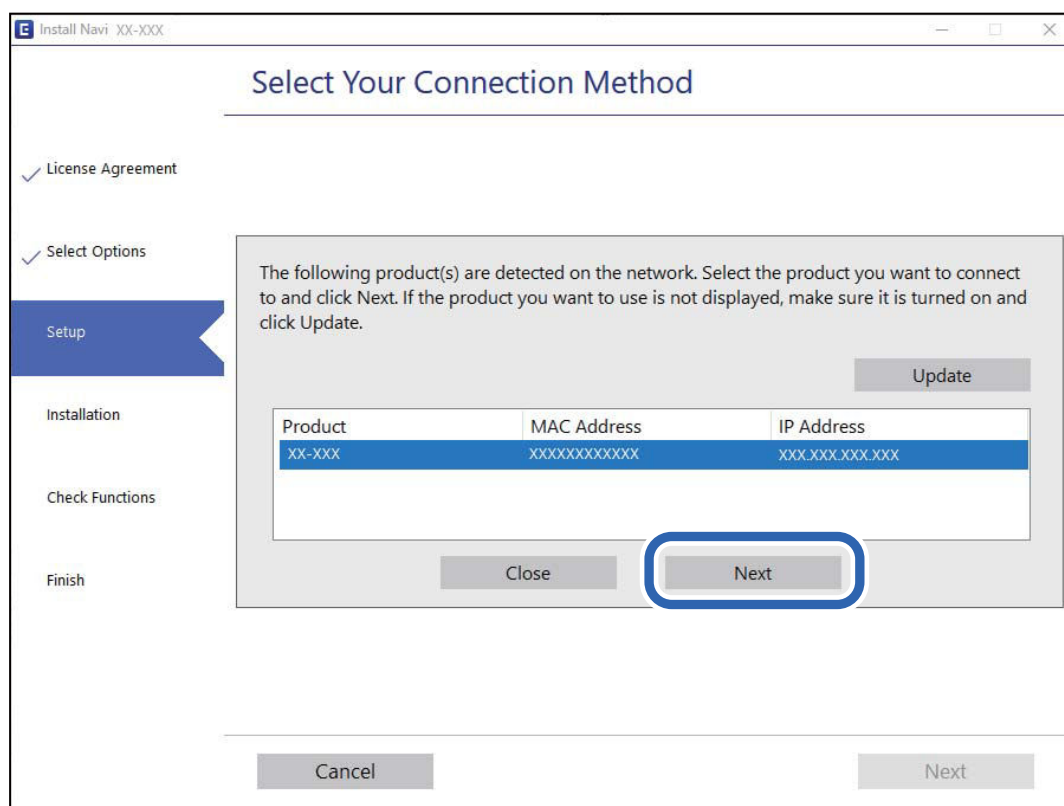 E Install Navi XX-XXX
Select Your Connection Method
License Agreement
Select Options
Setup
Installation
Check Functions
Finish
The following product(s) are detected on the network. Select the product you want to connect
to and click Next. If the product you want to use is not displayed, make sure it is turned on and
click Update.
Update
Product MAC Address IP Address
XX-XXX XXXXXXXXXXXX XXX.XXX.XXX.XXX
Close Next
Cancel Next